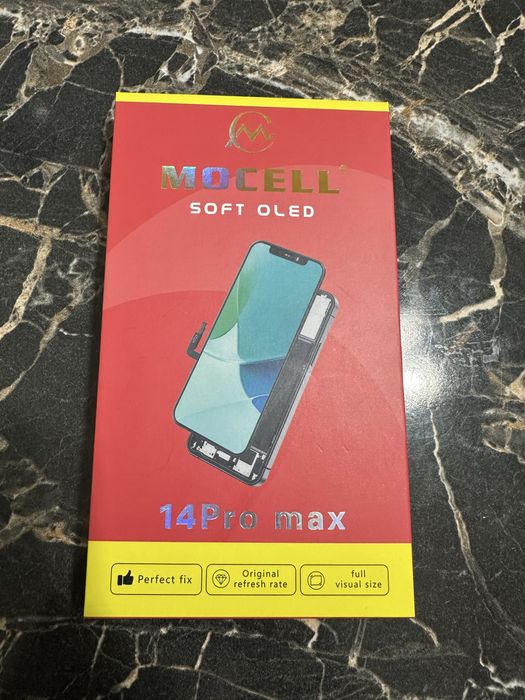 MOCELL
SOFT OLED
14Pro max
Perfect fix
Original
refresh rate
full
visual size